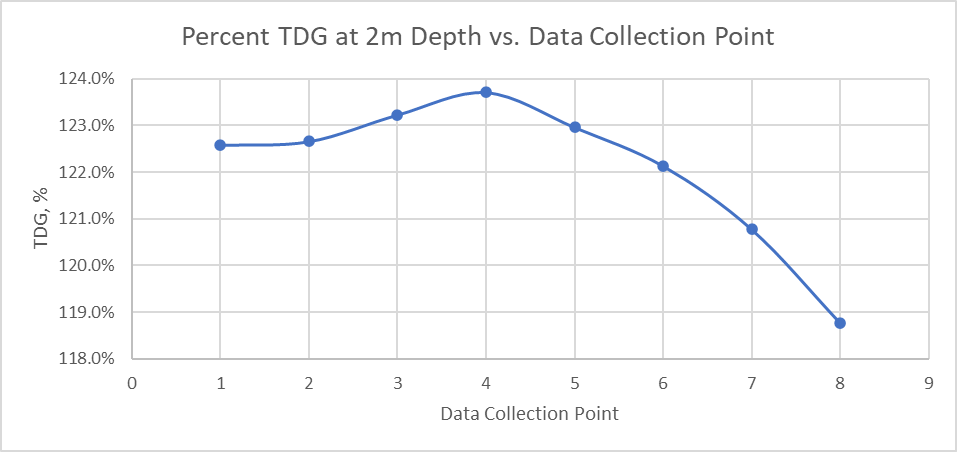 Percent TDG at 2m Depth vs. Data Collection Point
124.0%
123.0%
122.0%
121.0%
120.0%
119.0%
118.0%
TDG, %
0 1 2 3 4 5 6 7 8 9
Data Collection Point